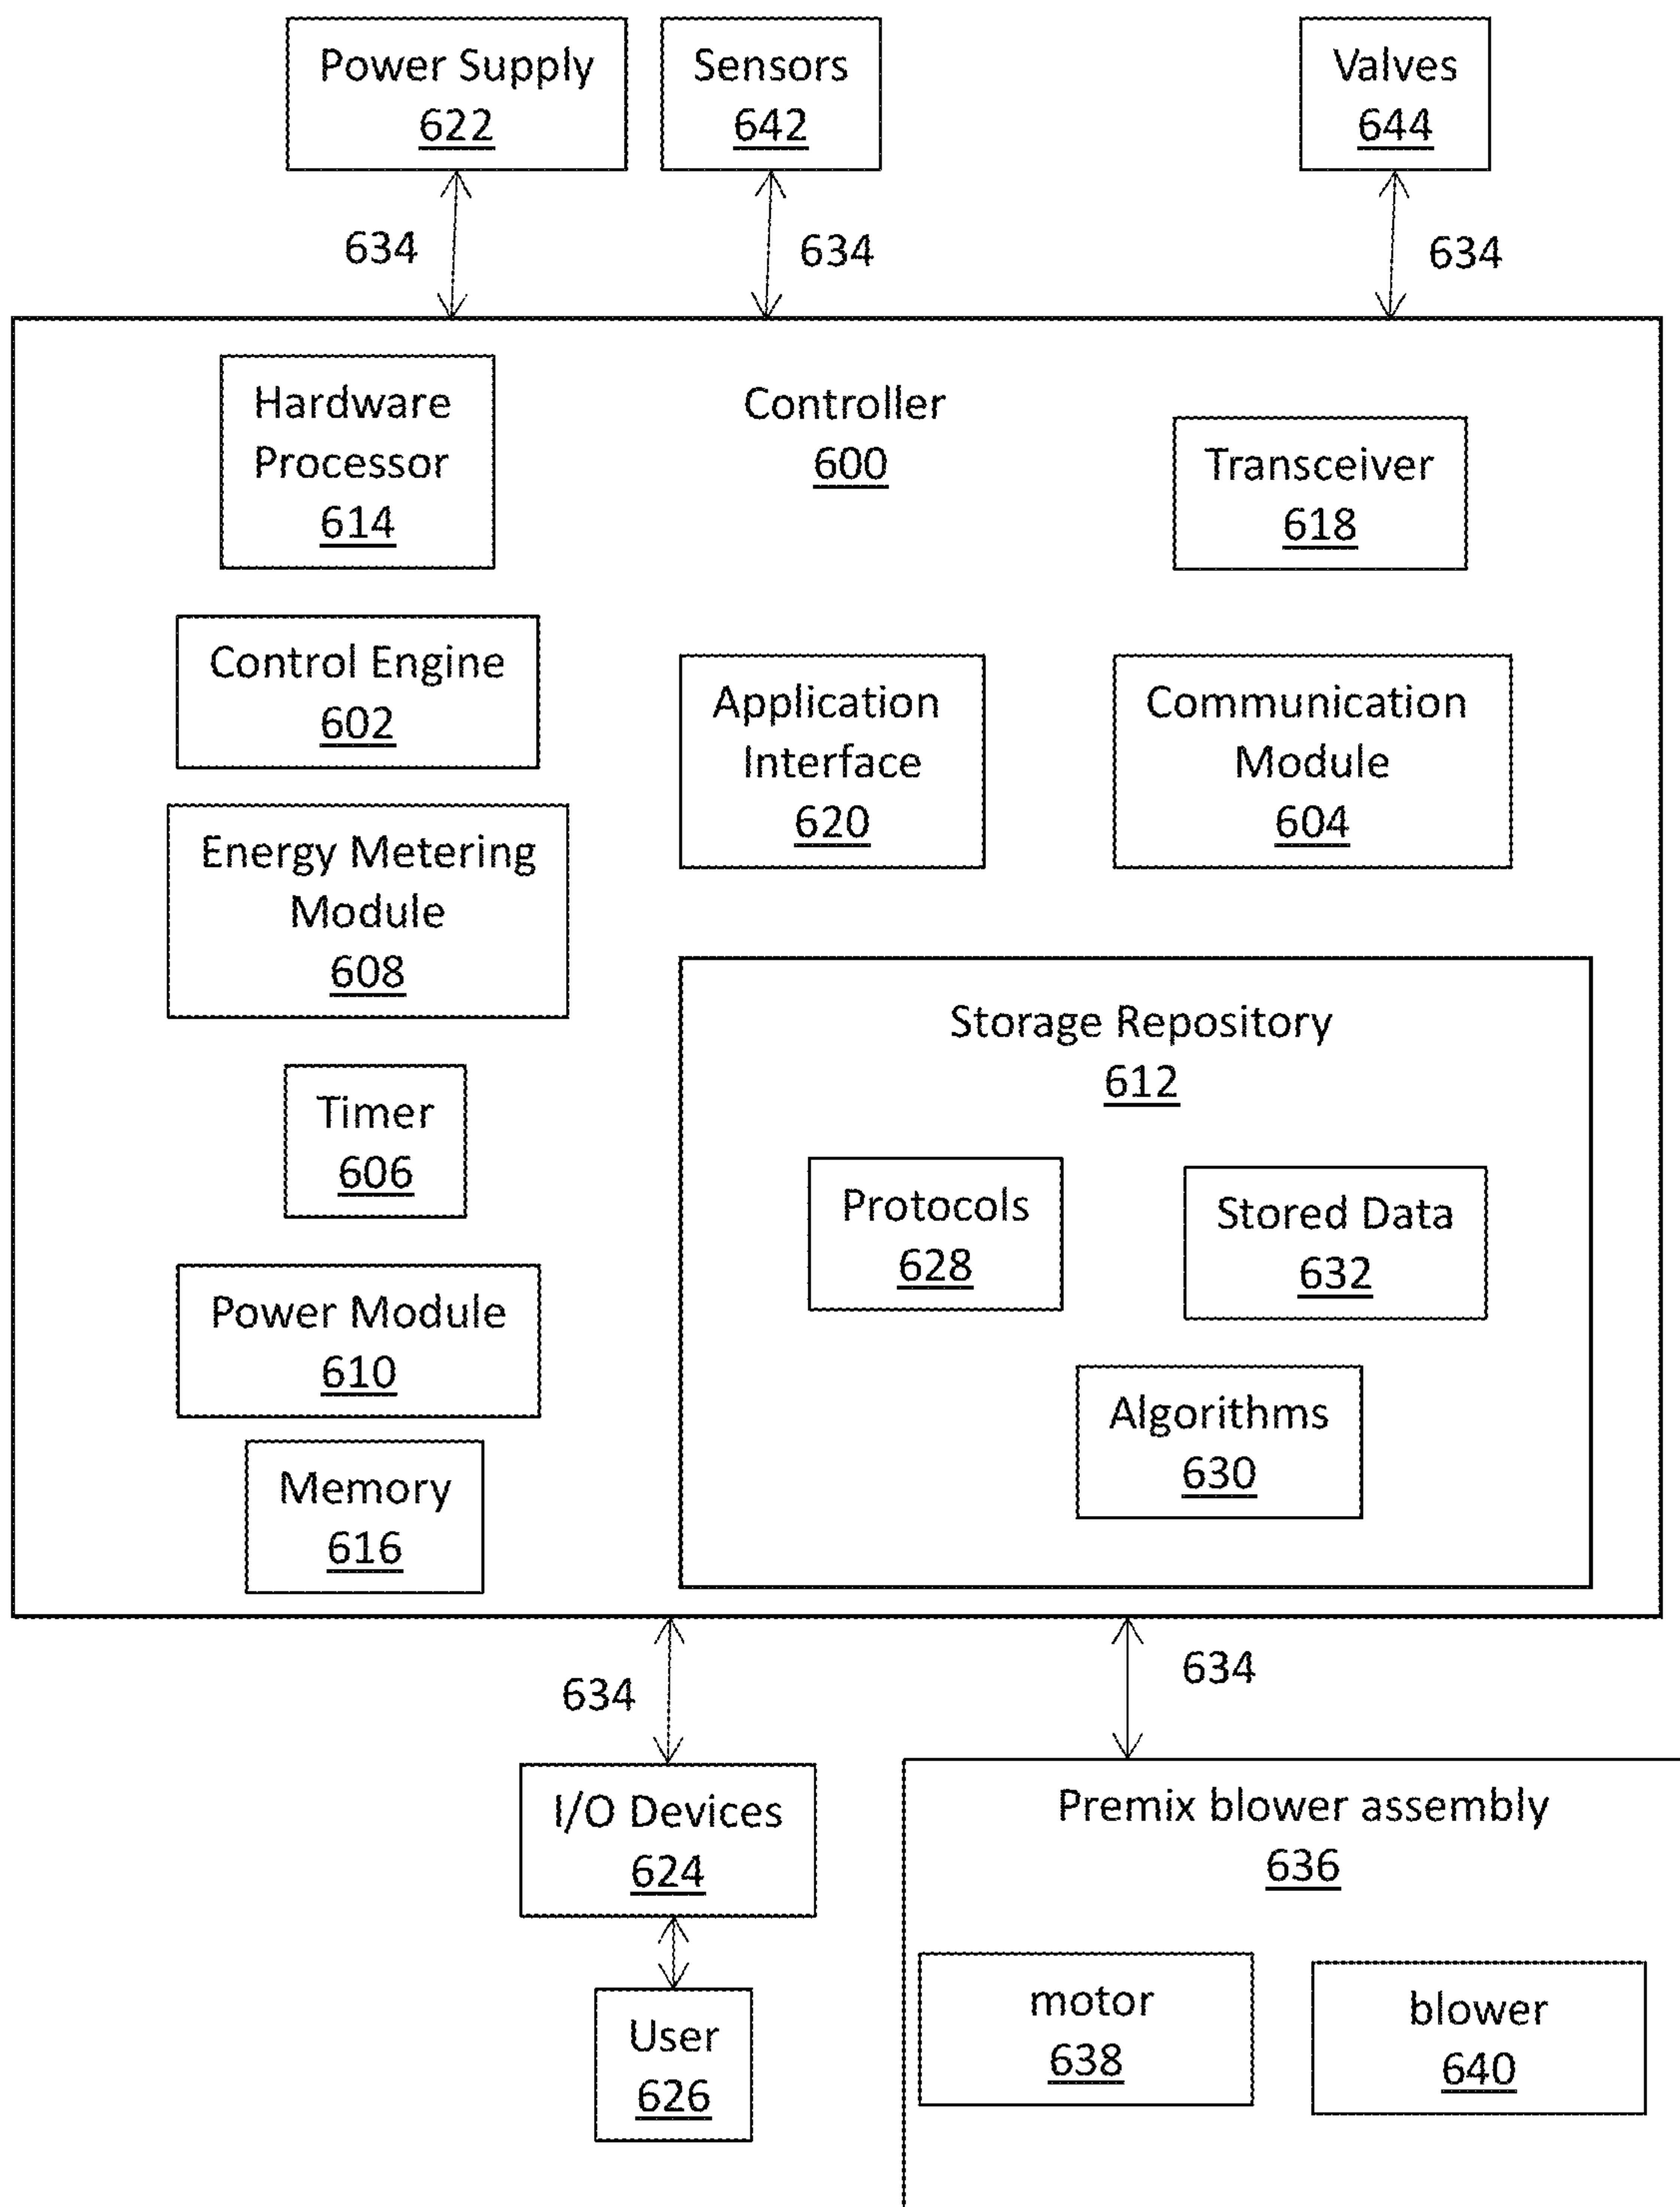 Power Supply
622
Sensors
642
Valves
644
634
634
634
Controller
600
Hardware
Processor
614
Transceiver
618
Control Engine
602
Application
Interface
620
Communication
Module
604
Energy Metering
Module
608
Storage Repository
612
Timer
606
Protocols
628
Stored Data
632
Power Module
610
Algorithms
630
Memory
616
634
634
I/O Devices
624
Premix blower assembly
636
User
626
motor
638
blower
640